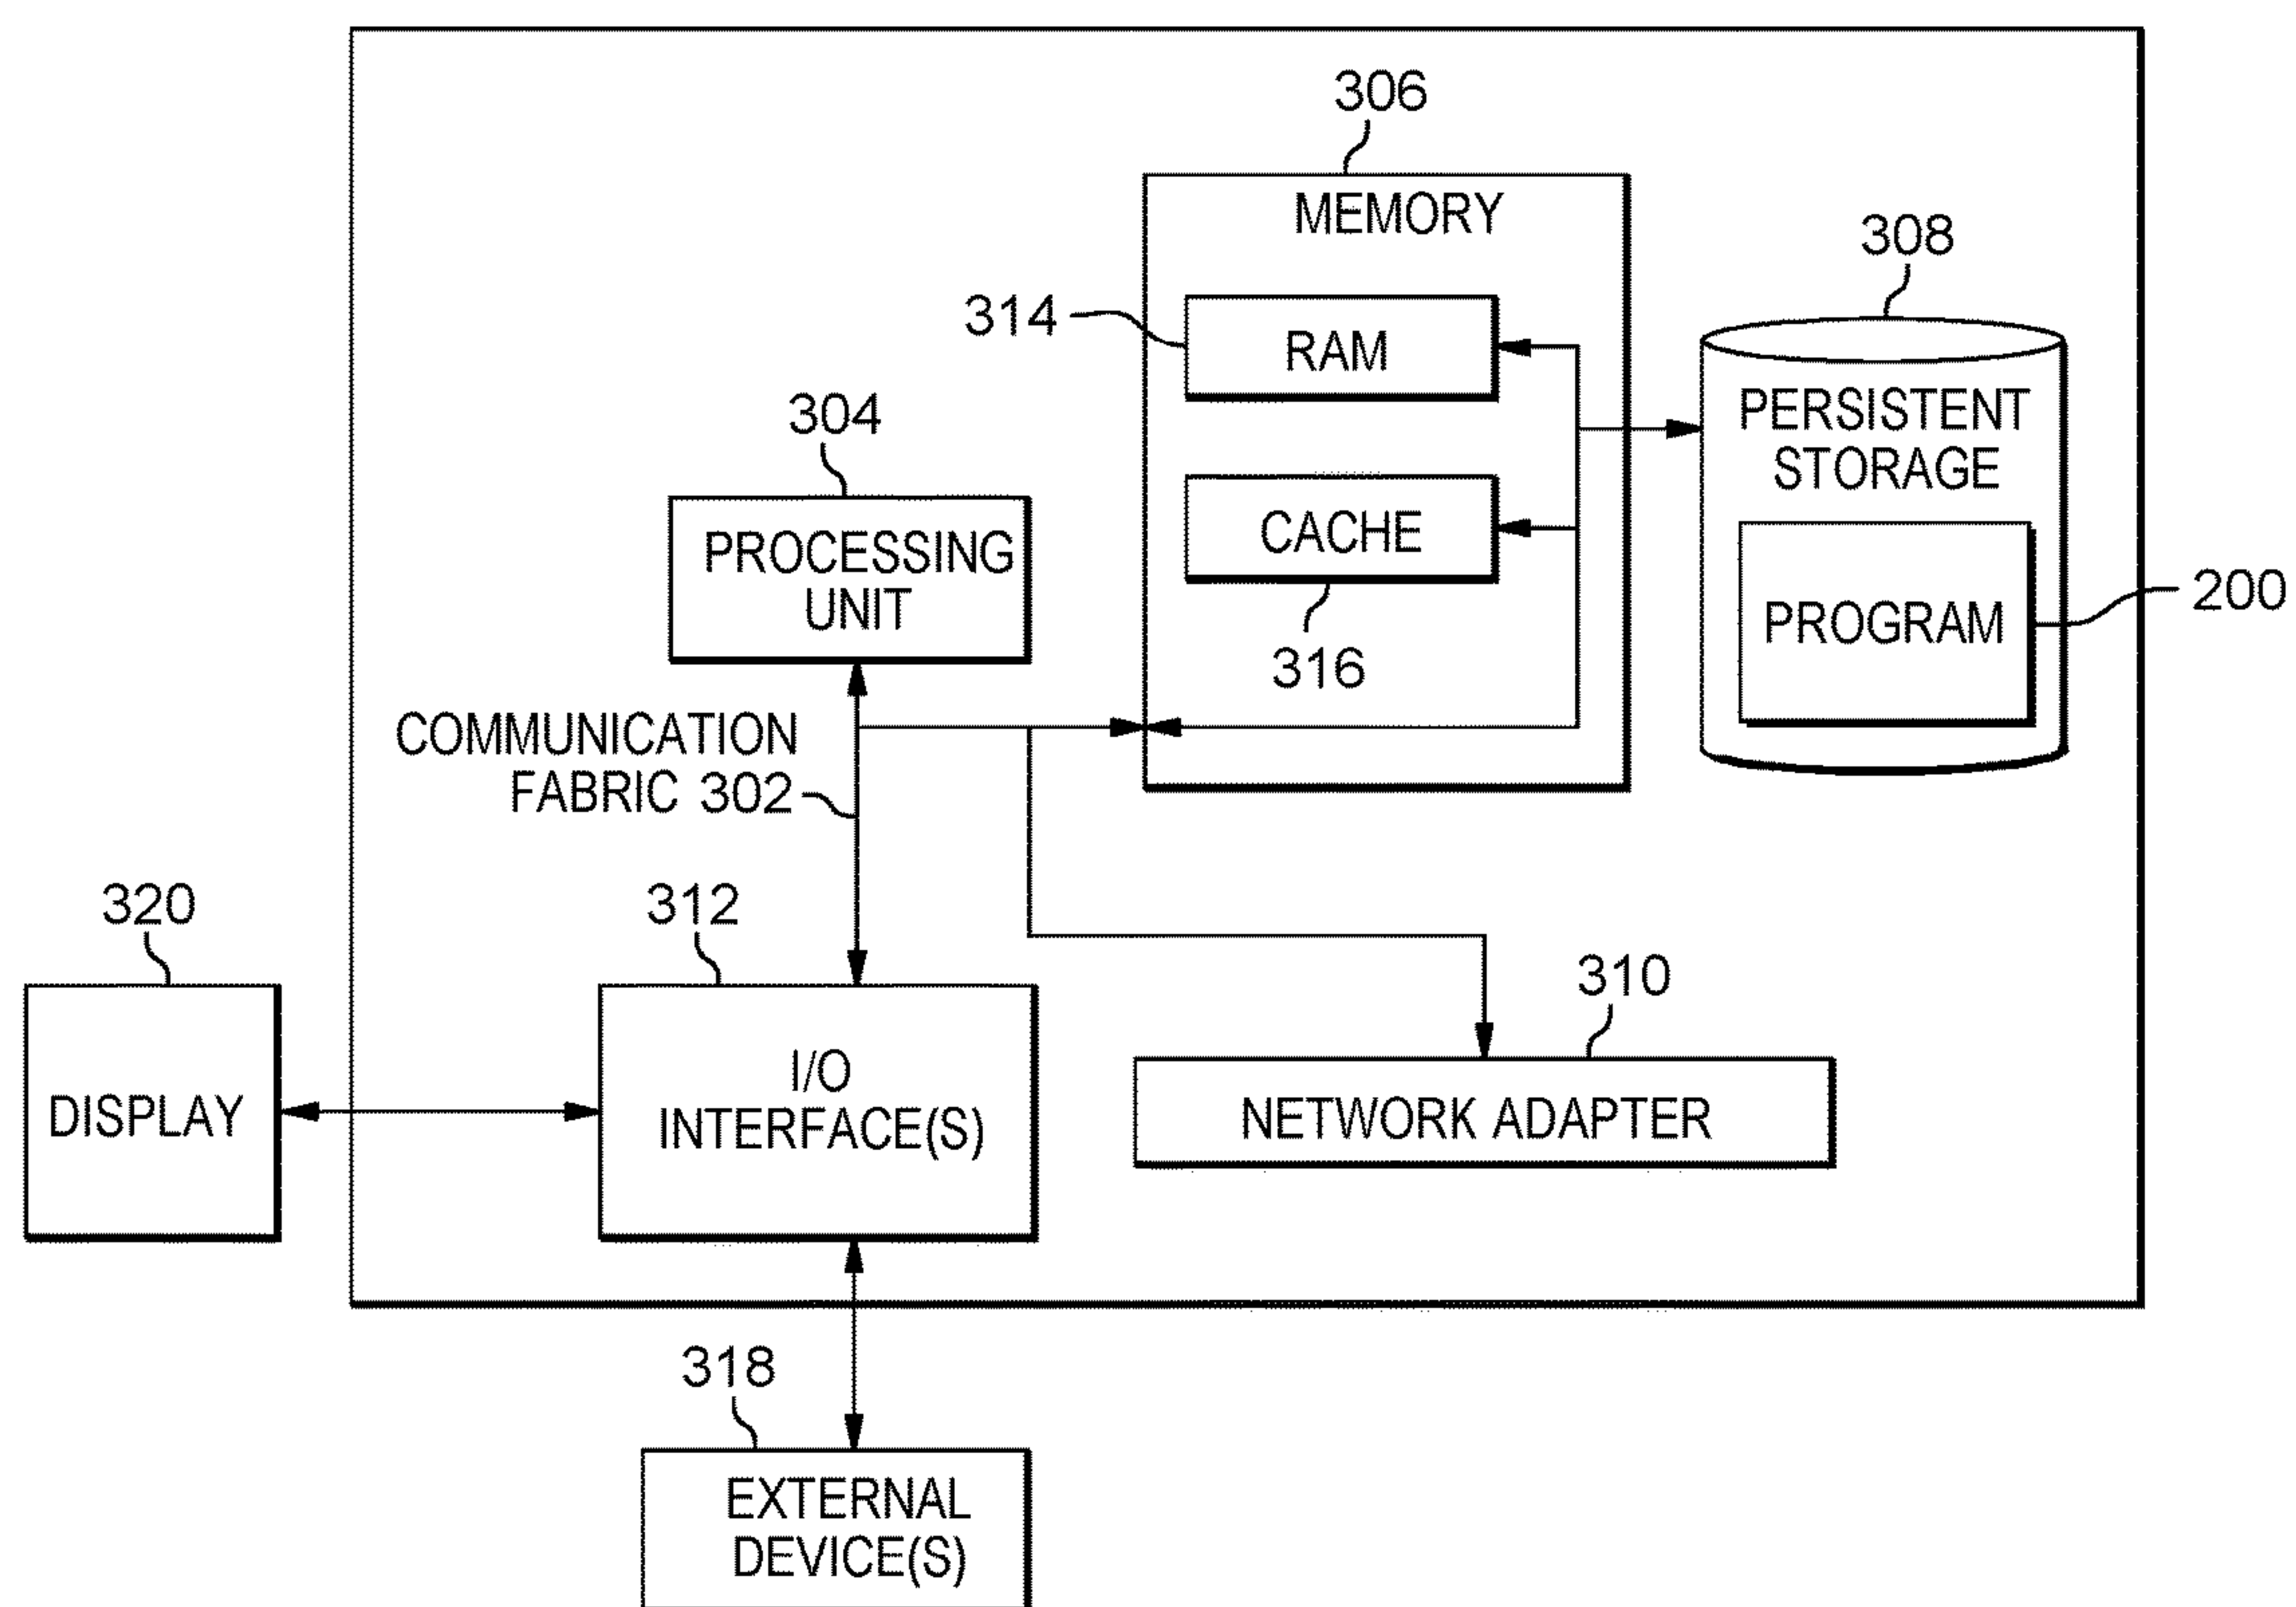 306
MEMORY
308
314
RAM
PERSISTENT
STORAGE
304
CACHE
PROCESSING
UNIT
316
PROGRAM
200
COMMUNICATION
FABRIC 302
320
312
310
DISPLAY
I/O
INTERFACE(S)
NETWORK ADAPTER
318
EXTERNAL
DEVICE(S)